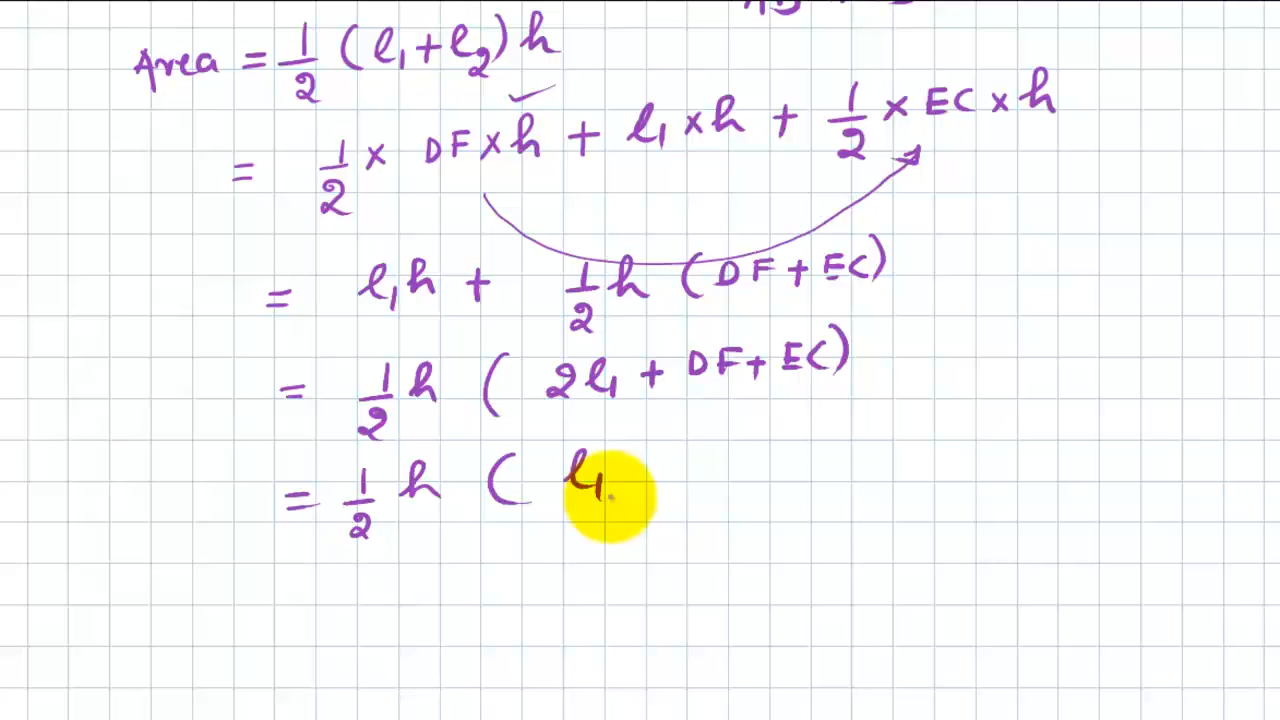 Area = 1/2 (l₁ + l₂) h
= 1/2 × DF × h + l₁ × h + 1/2 × EC × h
= l₁h + 1/2 h (DF + EC)
= 1/2 h (2l₁ + DF + EC)
= 1/2 h ( l₁